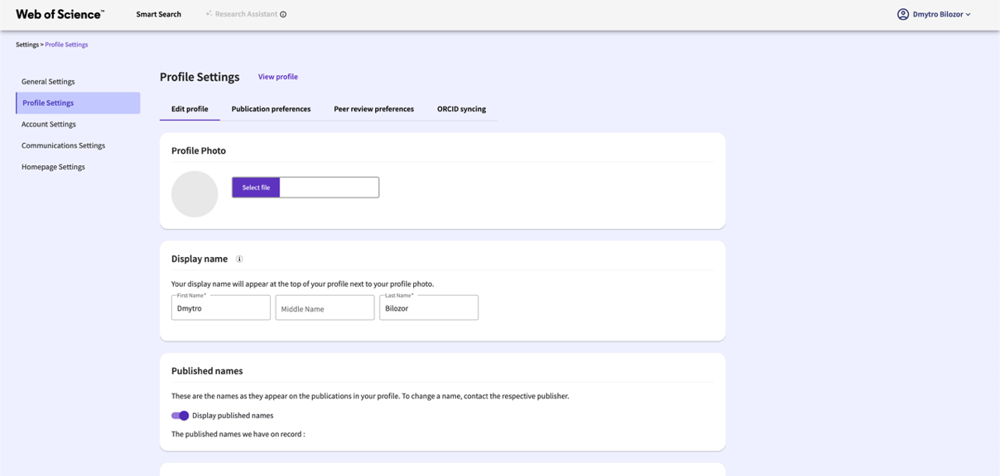 Web of Science™ Smart Search Research Assistant Dmytro Bilozor
Settings > Profile Settings
General Settings
Profile Settings
Account Settings
Communications Settings
Homepage Settings
Profile Settings View profile
Edit profile Publication preferences Peer review preferences ORCID syncing
Profile Photo
Select file
Display name
Your display name will appear at the top of your profile next to your profile photo.
First Name* Last Name*
Dmytro Middle Name Bilozor
Published names
These are the names as they appear on the publications in your profile. To change a name, contact the respective publisher.
Display published names
The published names we have on record :